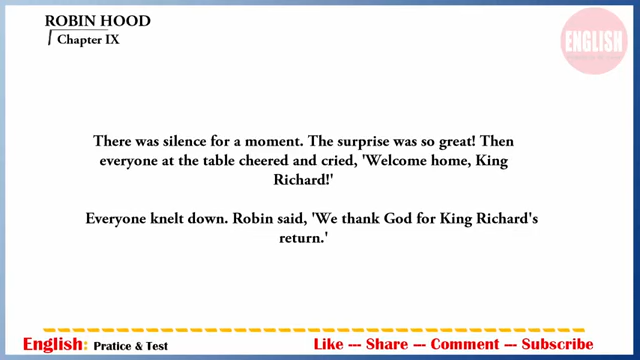 ROBIN HOOD
Chapter IX
ENGLISH
There was silence for a moment. The surprise was so great! Then
everyone at the table cheered and cried, 'Welcome home, King
Richard!'
Everyone knelt down. Robin said, 'We thank God for King Richard's
return.'
English: Pratice & Test
Like --- Share --- Comment --- Subscribe